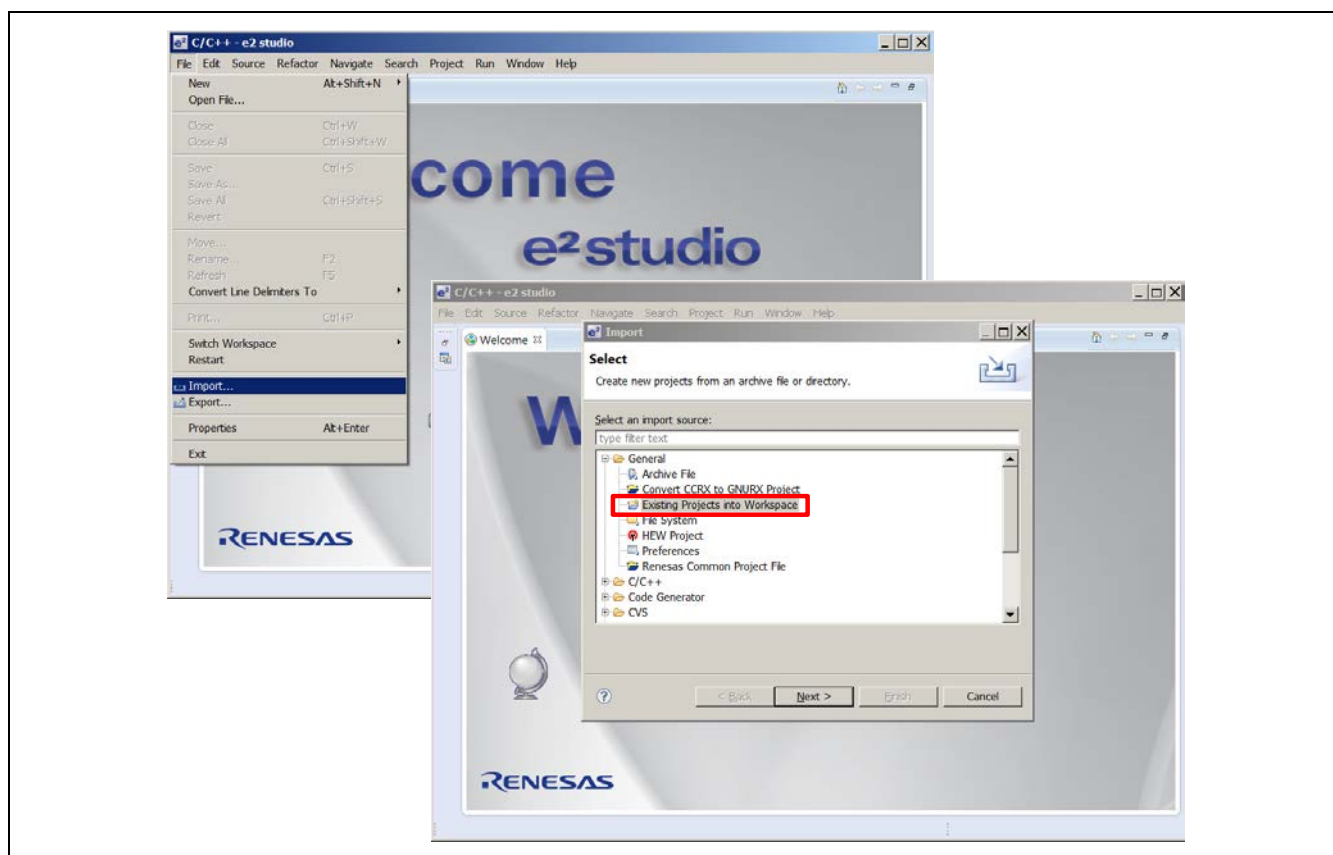 C/C++ - e2 studio
File Edit Source Refactor Navigate Search Project Run Window Help
New Alt+Shift+N
Open File...
Close Ctrl+W
Close All Ctrl+Shift+W
Save Ctrl+S
Save As...
Save All Ctrl+Shift+S
Revert
Move...
Rename... F2
Refresh F5
Convert Line Delimiters To
Print... Ctrl+P
Switch Workspace
Restart
Import...
Export...
Properties Alt+Enter
Exit
come
e² studio
RENESAS
C/C++ - e2 studio
File Edit Source Refactor Navigate Search Project Run Window Help
Welcome
W
Import
Select
Create new projects from an archive file or directory.
Select an import source:
type filter text
General
Archive File
Convert CCRX to GNURX Project
Existing Projects into Workspace
File System
HEW Project
Preferences
Renesas Common Project File
C/C++
Code Generator
CVS
? < Back Next > Finish Cancel
RENESAS